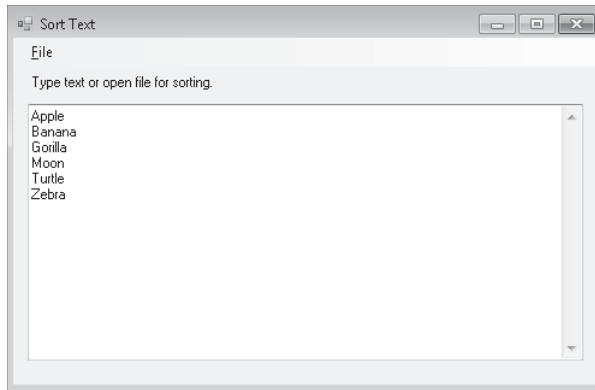 Sort Text
File
Type text or open file for sorting.
Apple
Banana
Gorilla
Moon
Turtle
Zebra